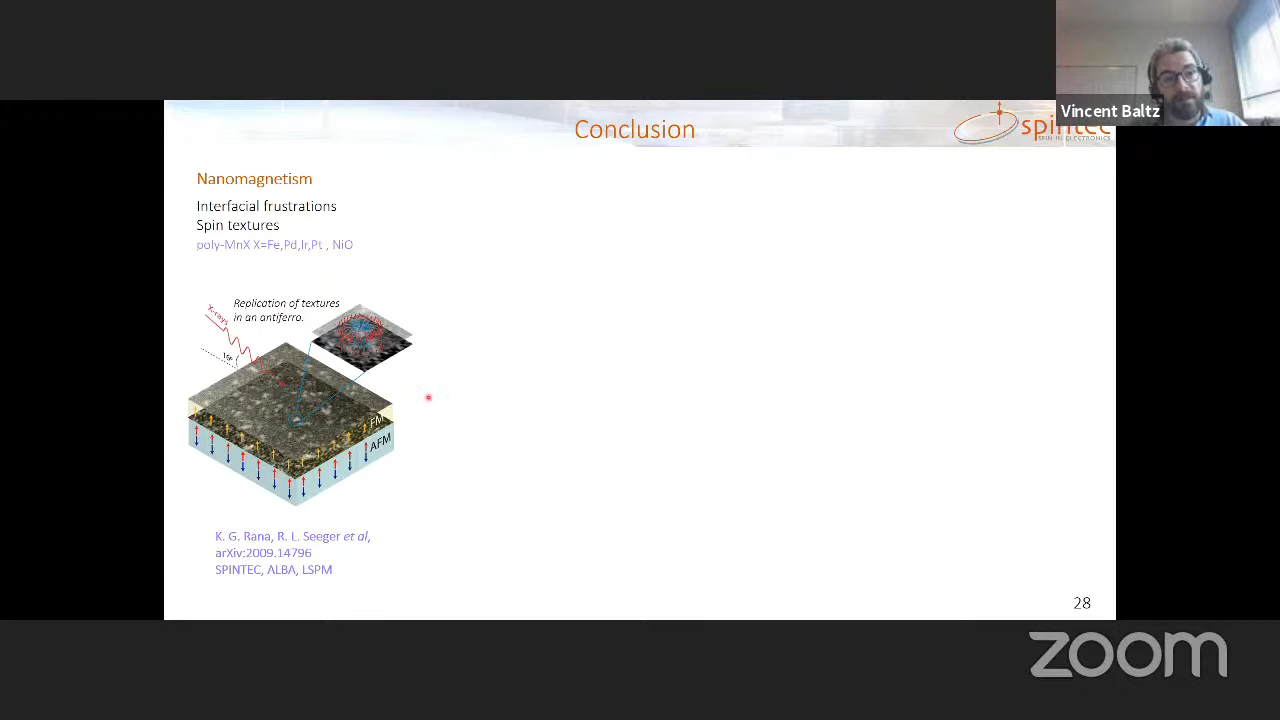 Vincent Baltz
Conclusion
spintec
SPIN IN ELECTRONICS
Nanomagnetism
Interfacial frustrations
Spin textures
poly-MnX X=Fe,Pd,Ir,Pt , NiO
Replication of textures
in an antiferro.
X-rays
16°
FM
AFM
K. G. Rana, R. L. Seeger et al,
arXiv:2009.14796
SPINTEC, ALBA, LSPM
28
zoom